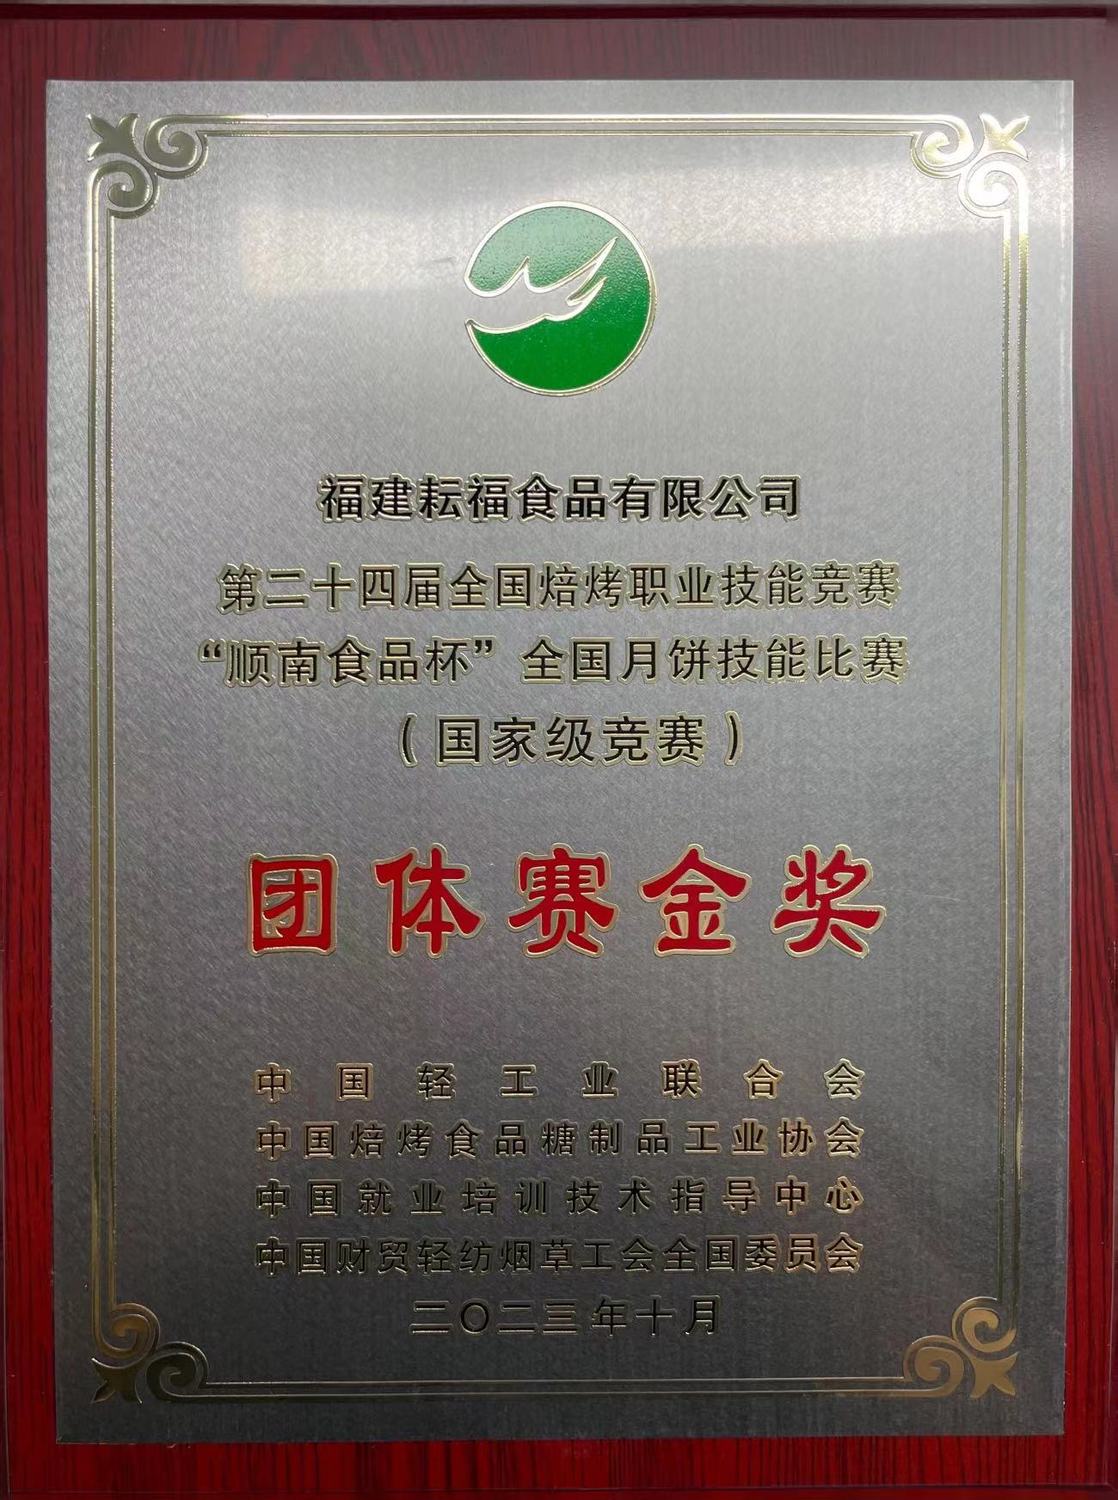 福建耘福食品有限公司
第二十四届全国焙烤职业技能竞赛
“顺南食品杯”全国月饼技能比赛
（国家级竞赛）
团体赛金奖
中国轻工业联合会
中国焙烤食品糖制品工业协会
中国就业培训技术指导中心
中国财贸轻纺烟草工会全国委员会
二〇二三年十月